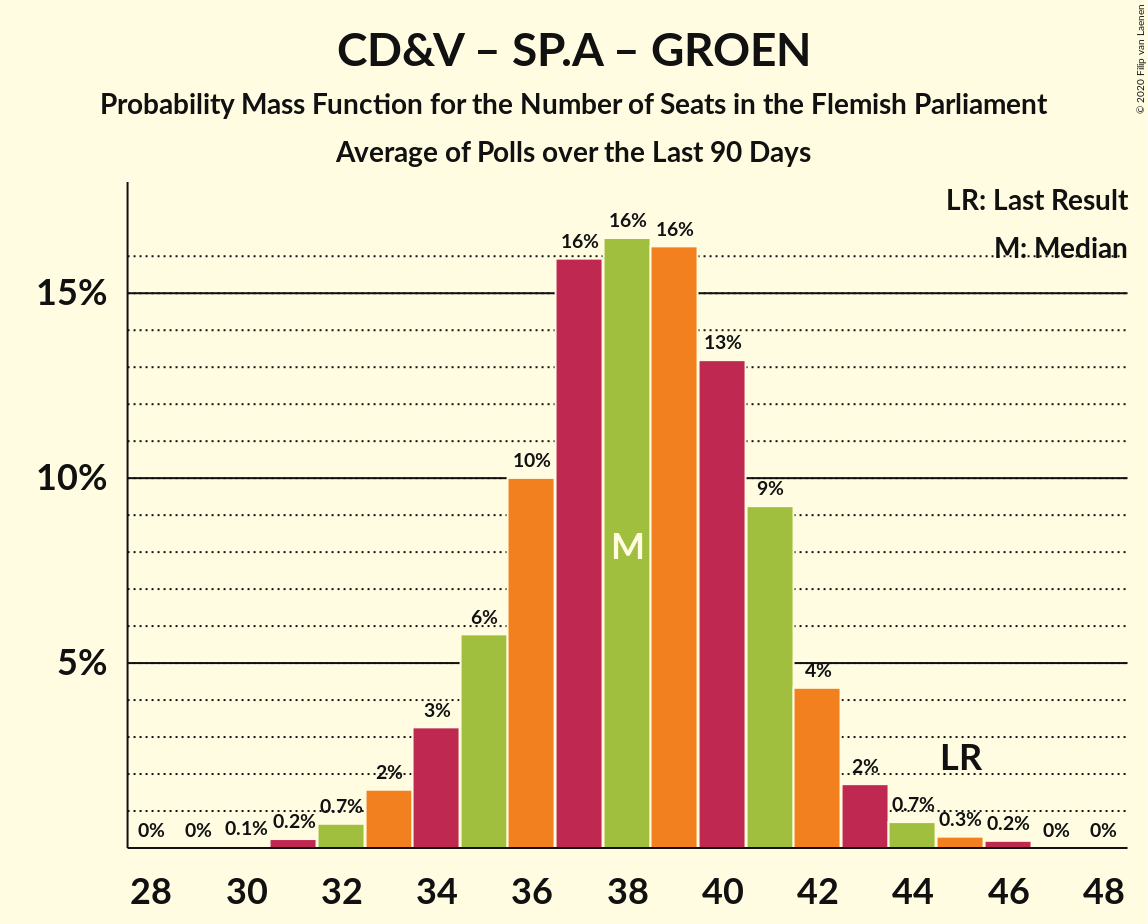 CD&V – SP.A – GROEN
Probability Mass Function for the Number of Seats in the Flemish Parliament
Average of Polls over the Last 90 Days
© 2020 Filip van Laenen
LR: Last Result
M: Median
15%
10%
5%
0%
0%
0.1%
0.2%
0.7%
2%
3%
6%
10%
16%
16%
16%
13%
9%
4%
2%
0.7%
0.3%
0.2%
0%
0%
M
LR
28 30 32 34 36 38 40 42 44 46 48